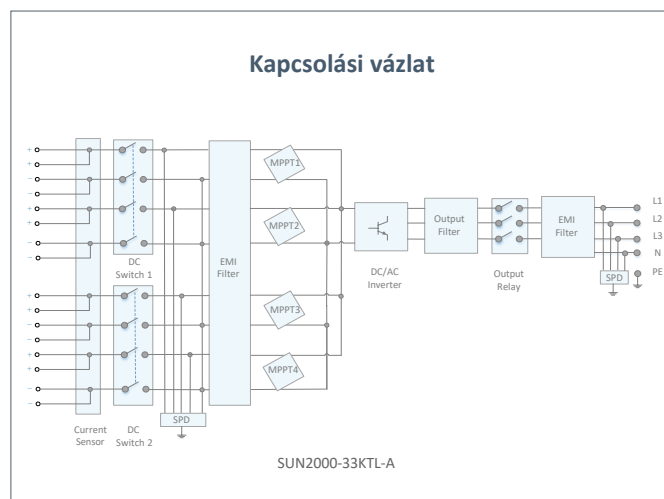 Kapcsolási vázlat
+
+
−
−
+
+
−
−
+
+
−
−
+
+
−
−
Current
Sensor
DC
Switch 1
DC
Switch 2
SPD
EMI
Filter
MPPT1
MPPT2
MPPT3
MPPT4
DC/AC
Inverter
Output
Filter
Output
Relay
EMI
Filter
SPD
L1
L2
L3
N
PE
SUN2000-33KTL-A